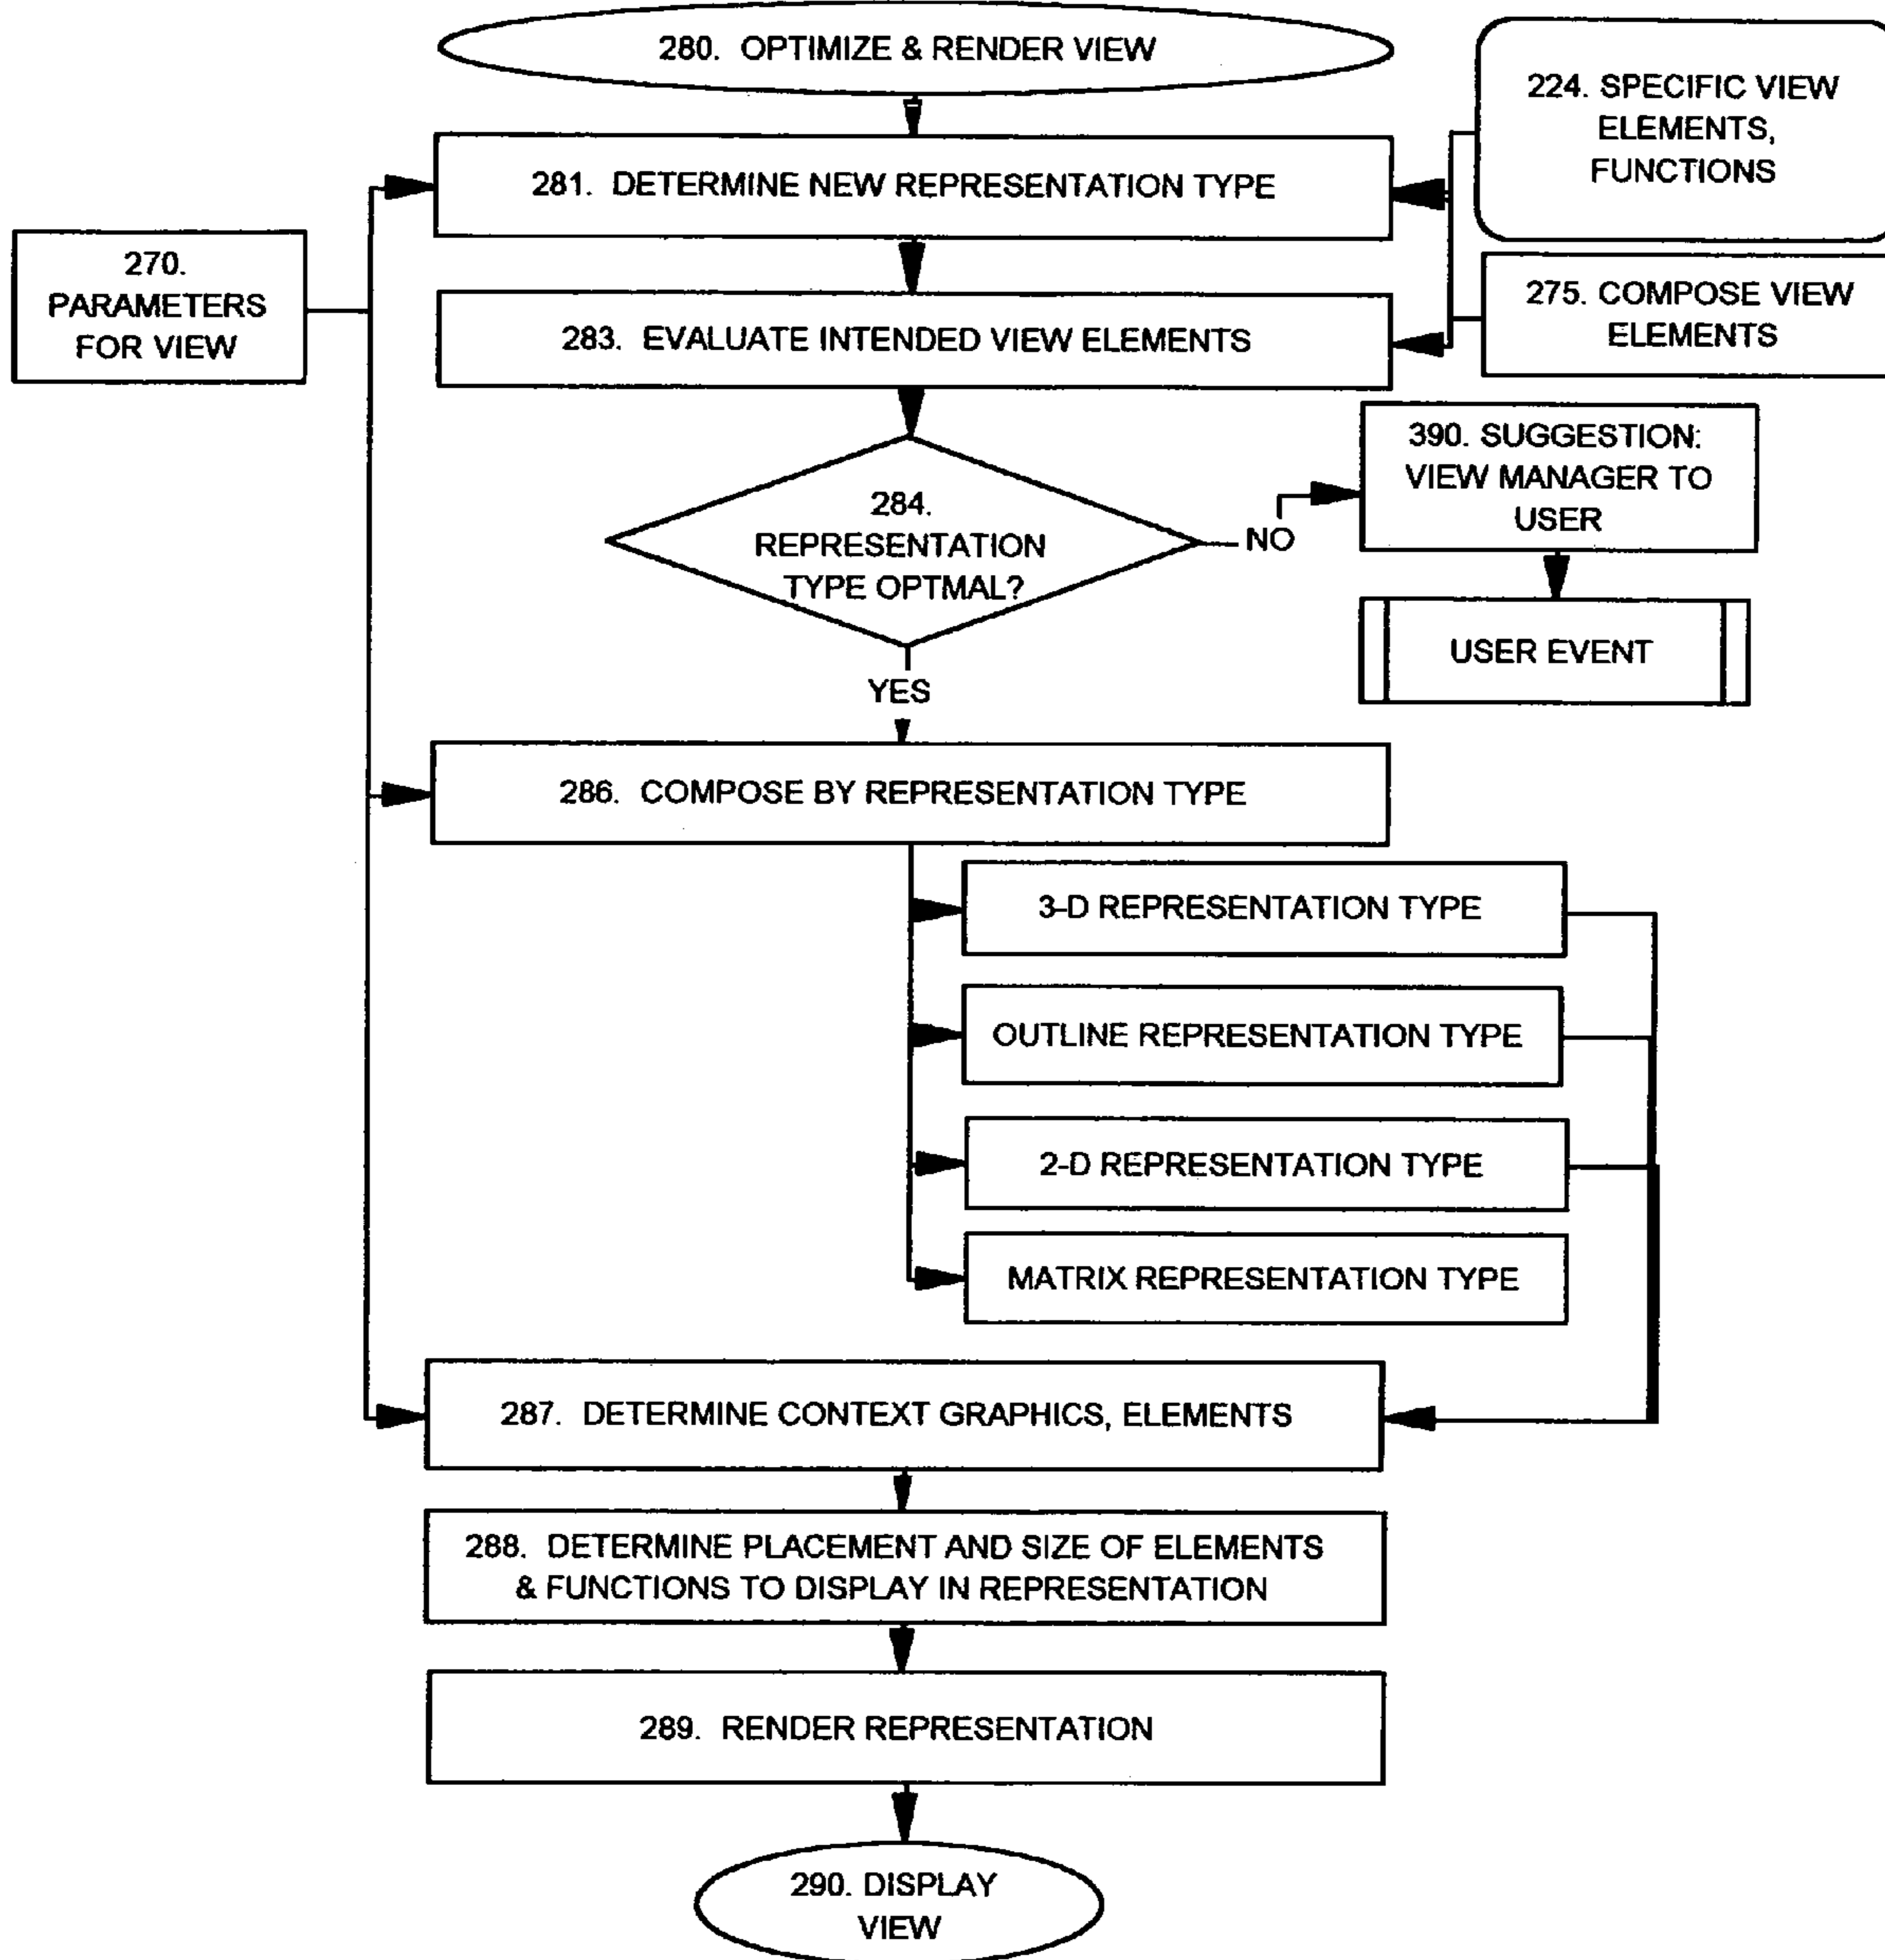 280. OPTIMIZE & RENDER VIEW
224. SPECIFIC VIEW
ELEMENTS,
FUNCTIONS
281. DETERMINE NEW REPRESENTATION TYPE
270.
PARAMETERS
FOR VIEW
275. COMPOSE VIEW
ELEMENTS
283. EVALUATE INTENDED VIEW ELEMENTS
390. SUGGESTION:
VIEW MANAGER TO
USER
284.
REPRESENTATION
TYPE OPTMAL?
NO
USER EVENT
YES
286. COMPOSE BY REPRESENTATION TYPE
3-D REPRESENTATION TYPE
OUTLINE REPRESENTATION TYPE
2-D REPRESENTATION TYPE
MATRIX REPRESENTATION TYPE
287. DETERMINE CONTEXT GRAPHICS, ELEMENTS
288. DETERMINE PLACEMENT AND SIZE OF ELEMENTS
& FUNCTIONS TO DISPLAY IN REPRESENTATION
289. RENDER REPRESENTATION
290. DISPLAY
VIEW